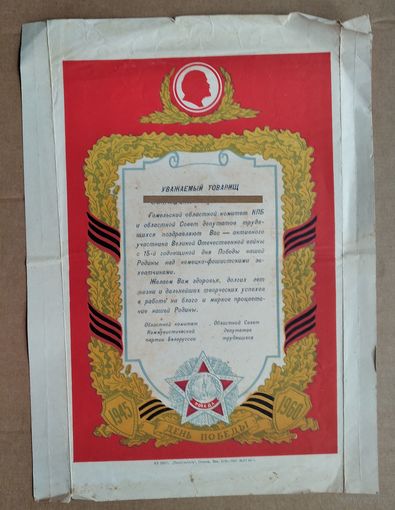 УВАЖАЕМЫЙ ТОВАРИЩ
Гомельский областной комитет КПБ
и областной Совет депутатов трудя-
щихся поздравляют Вас — активного
участника Великой Отечественной войны
с 15-й годовщиной дня Победы нашей
Родины над немецко-фашистскими за-
хватчиками.
Желаем Вам здоровья, долгих лет
жизни и дальнейших творческих успехов
в работе на благо и мирное процвета-
ние нашей Родины.
Областной комитет
Коммунистической
партии Белоруссии
Областной Совет
депутатов
трудящихся
ПОБЕДА
1945
ДЕНЬ ПОБЕДЫ
1960